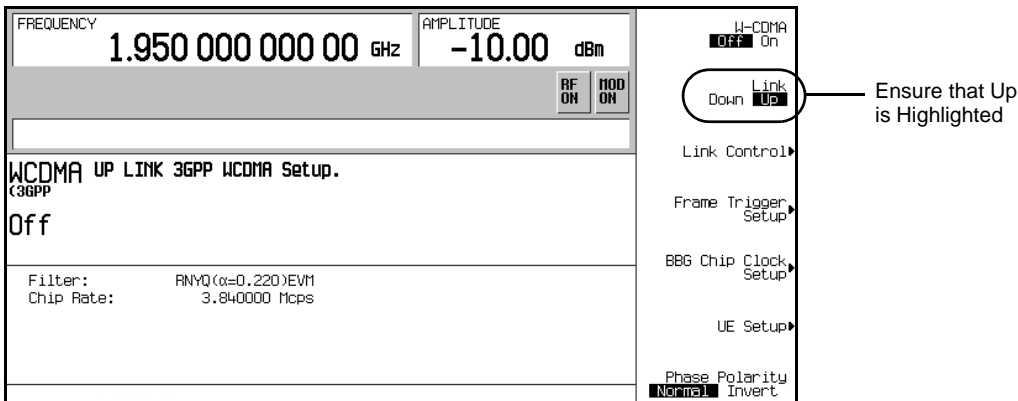 FREQUENCY
1.950 000 000 00 GHz
AMPLITUDE
-10.00 dBm
RF
ON
MOD
ON
WCDMA UP LINK 3GPP WCDMA Setup.
(3GPP
Off
Filter: RNYQ(α=0.220)EVM
Chip Rate: 3.840000 Mcps
W-CDMA
Off On
Link
Down Up
Link Control
Frame Trigger
Setup
BBG Chip Clock
Setup
UE Setup
Phase Polarity
Normal Invert
Ensure that Up
is Highlighted